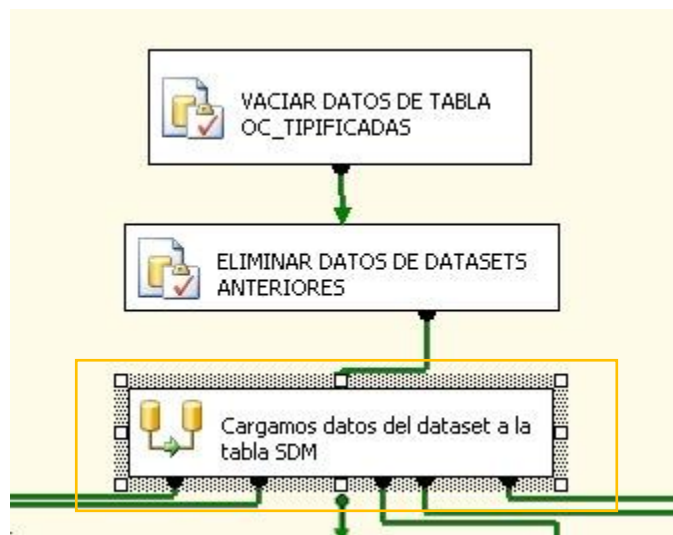 VACIAR DATOS DE TABLA
OC_TIPIFICADAS
ELIMINAR DATOS DE DATASETS
ANTERIORES
Cargamos datos del dataset a la
tabla SDM